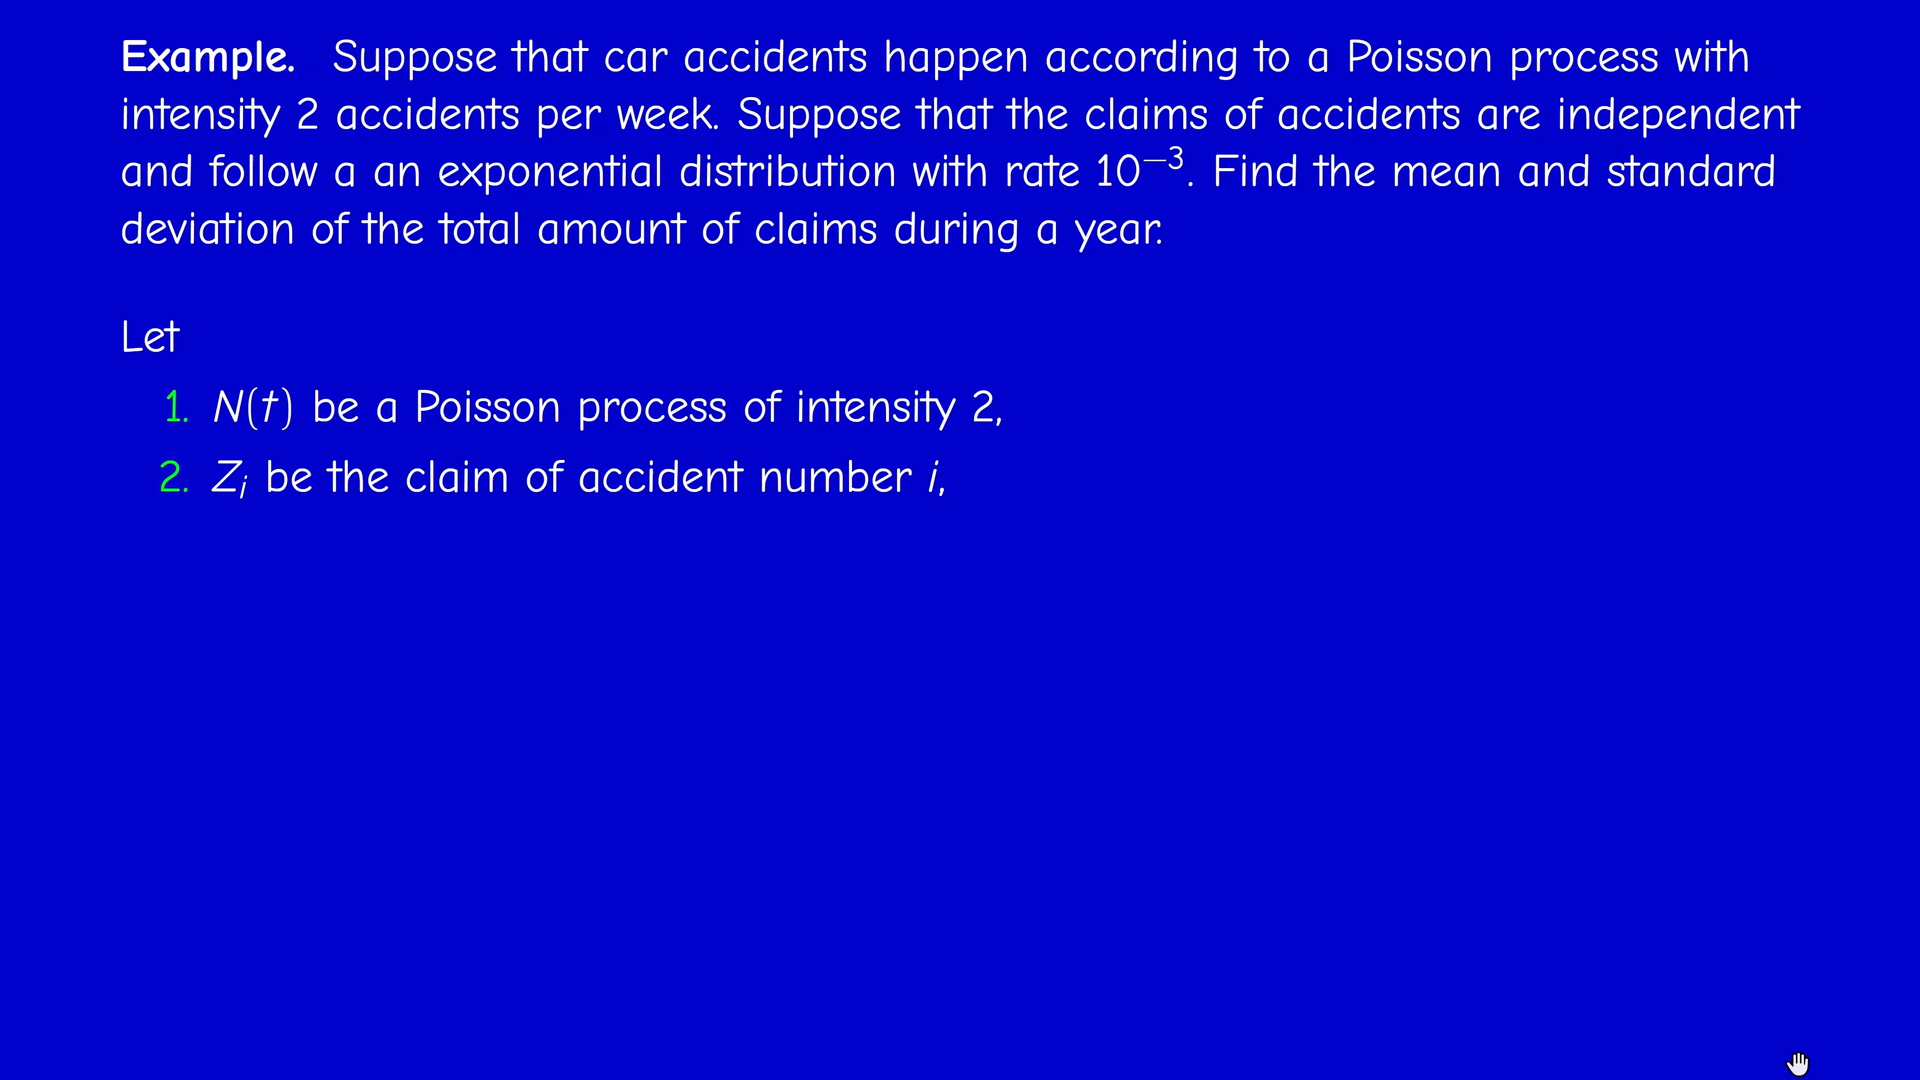 Example. Suppose that car accidents happen according to a Poisson process with
intensity 2 accidents per week. Suppose that the claims of accidents are independent
and follow a an exponential distribution with rate 10⁻³. Find the mean and standard
deviation of the total amount of claims during a year.
Let
1. N(t) be a Poisson process of intensity 2,
2. Zᵢ be the claim of accident number i,